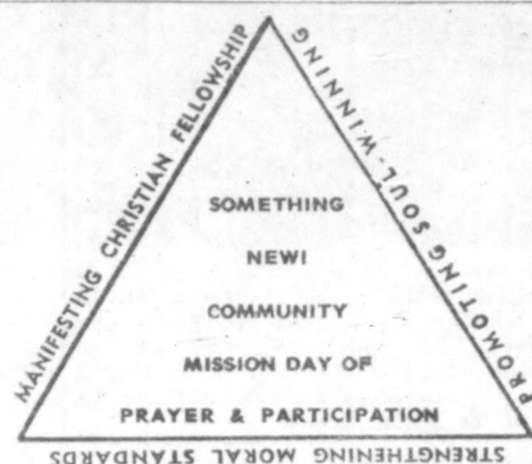 MANIFESTING CHRISTIAN FELLOWSHIP
PROMOTING SOUL-WINNING
SOMETHING
NEW!
COMMUNITY
MISSION DAY OF
PRAYER & PARTICIPATION
STRENGTHENING MORAL STANDARDS